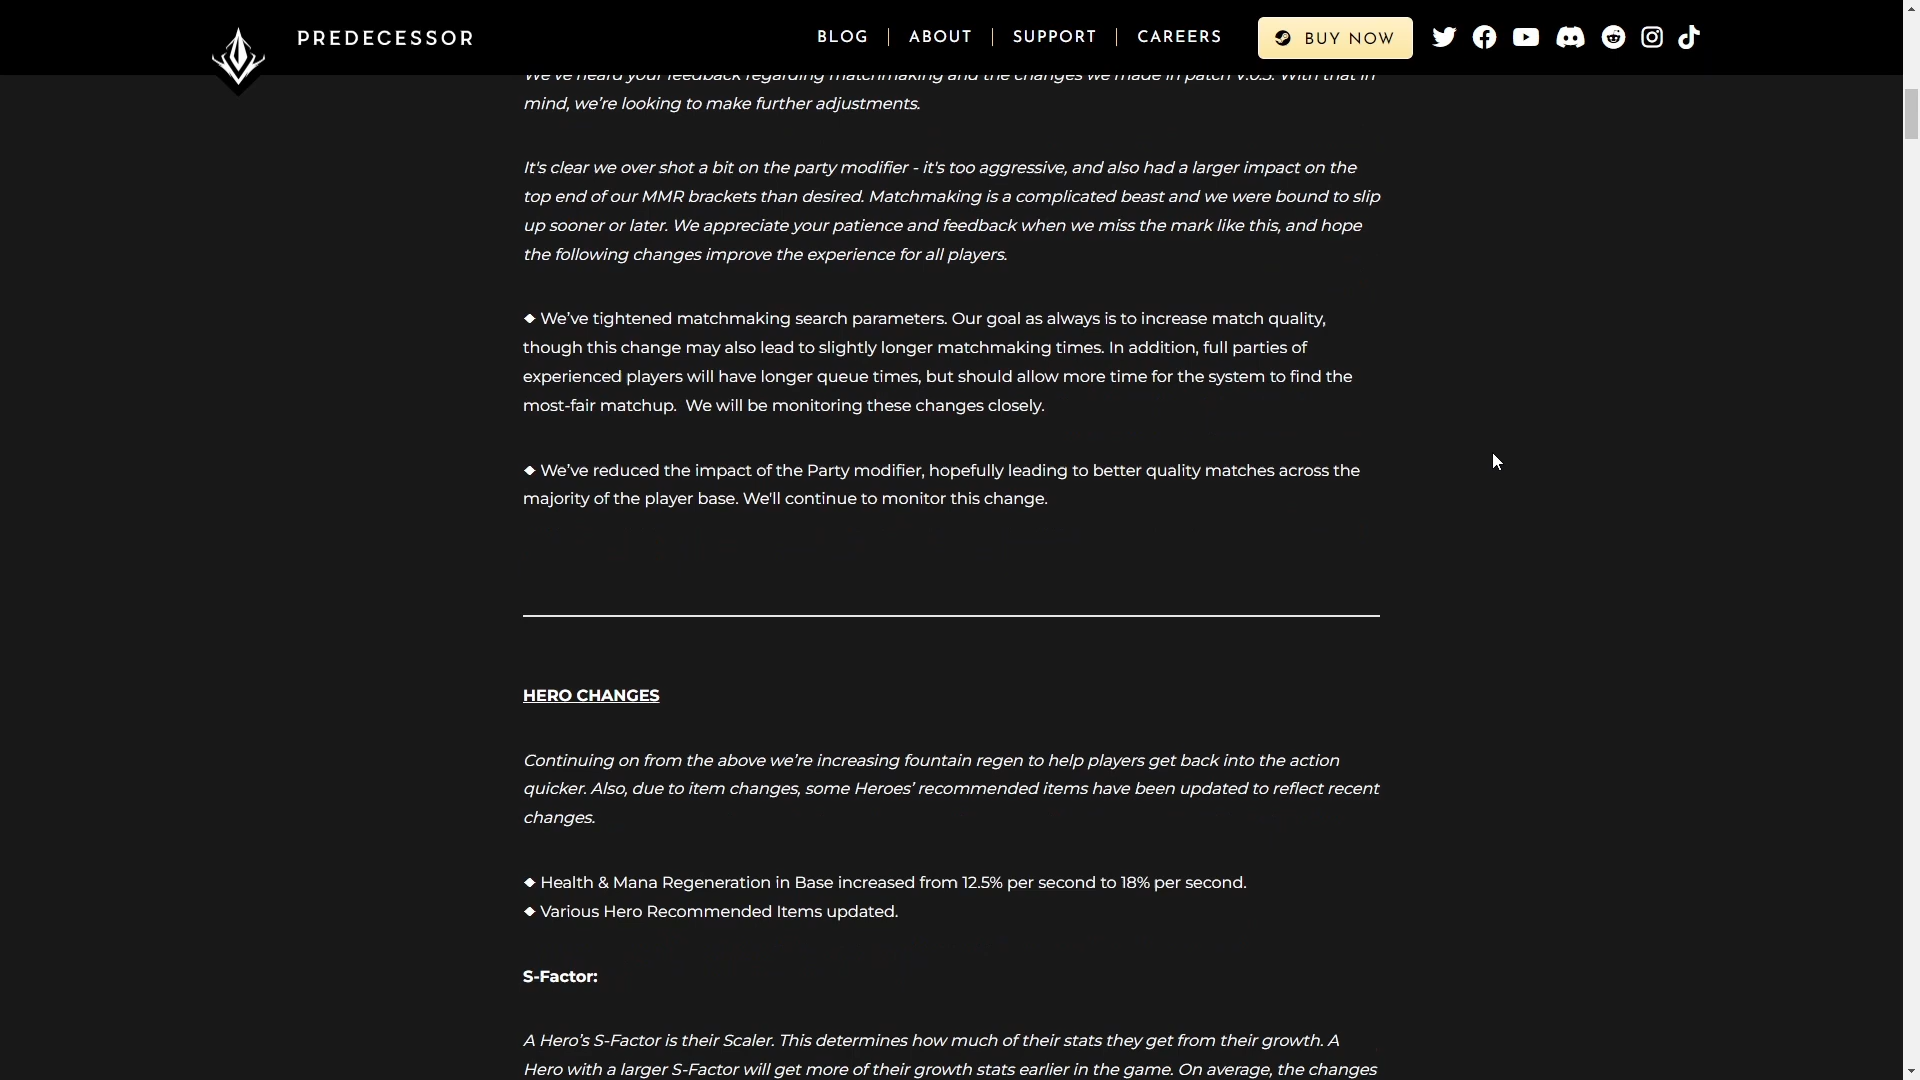 PREDECESSOR
BLOG
ABOUT
SUPPORT
CAREERS
BUY NOW
We've heard your feedback regarding matchmaking and the changes we made in patch V.0.5. With that in
mind, we’re looking to make further adjustments.
It's clear we over shot a bit on the party modifier - it's too aggressive, and also had a larger impact on the
top end of our MMR brackets than desired. Matchmaking is a complicated beast and we were bound to slip
up sooner or later. We appreciate your patience and feedback when we miss the mark like this, and hope
the following changes improve the experience for all players.
◆ We’ve tightened matchmaking search parameters. Our goal as always is to increase match quality,
though this change may also lead to slightly longer matchmaking times. In addition, full parties of
experienced players will have longer queue times, but should allow more time for the system to find the
most-fair matchup.  We will be monitoring these changes closely.
◆ We’ve reduced the impact of the Party modifier, hopefully leading to better quality matches across the
majority of the player base. We'll continue to monitor this change.
HERO CHANGES
Continuing on from the above we’re increasing fountain regen to help players get back into the action
quicker. Also, due to item changes, some Heroes’ recommended items have been updated to reflect recent
changes.
◆ Health & Mana Regeneration in Base increased from 12.5% per second to 18% per second.
◆ Various Hero Recommended Items updated.
S-Factor:
A Hero’s S-Factor is their Scaler. This determines how much of their stats they get from their growth. A
Hero with a larger S-Factor will get more of their growth stats earlier in the game. On average, the changes